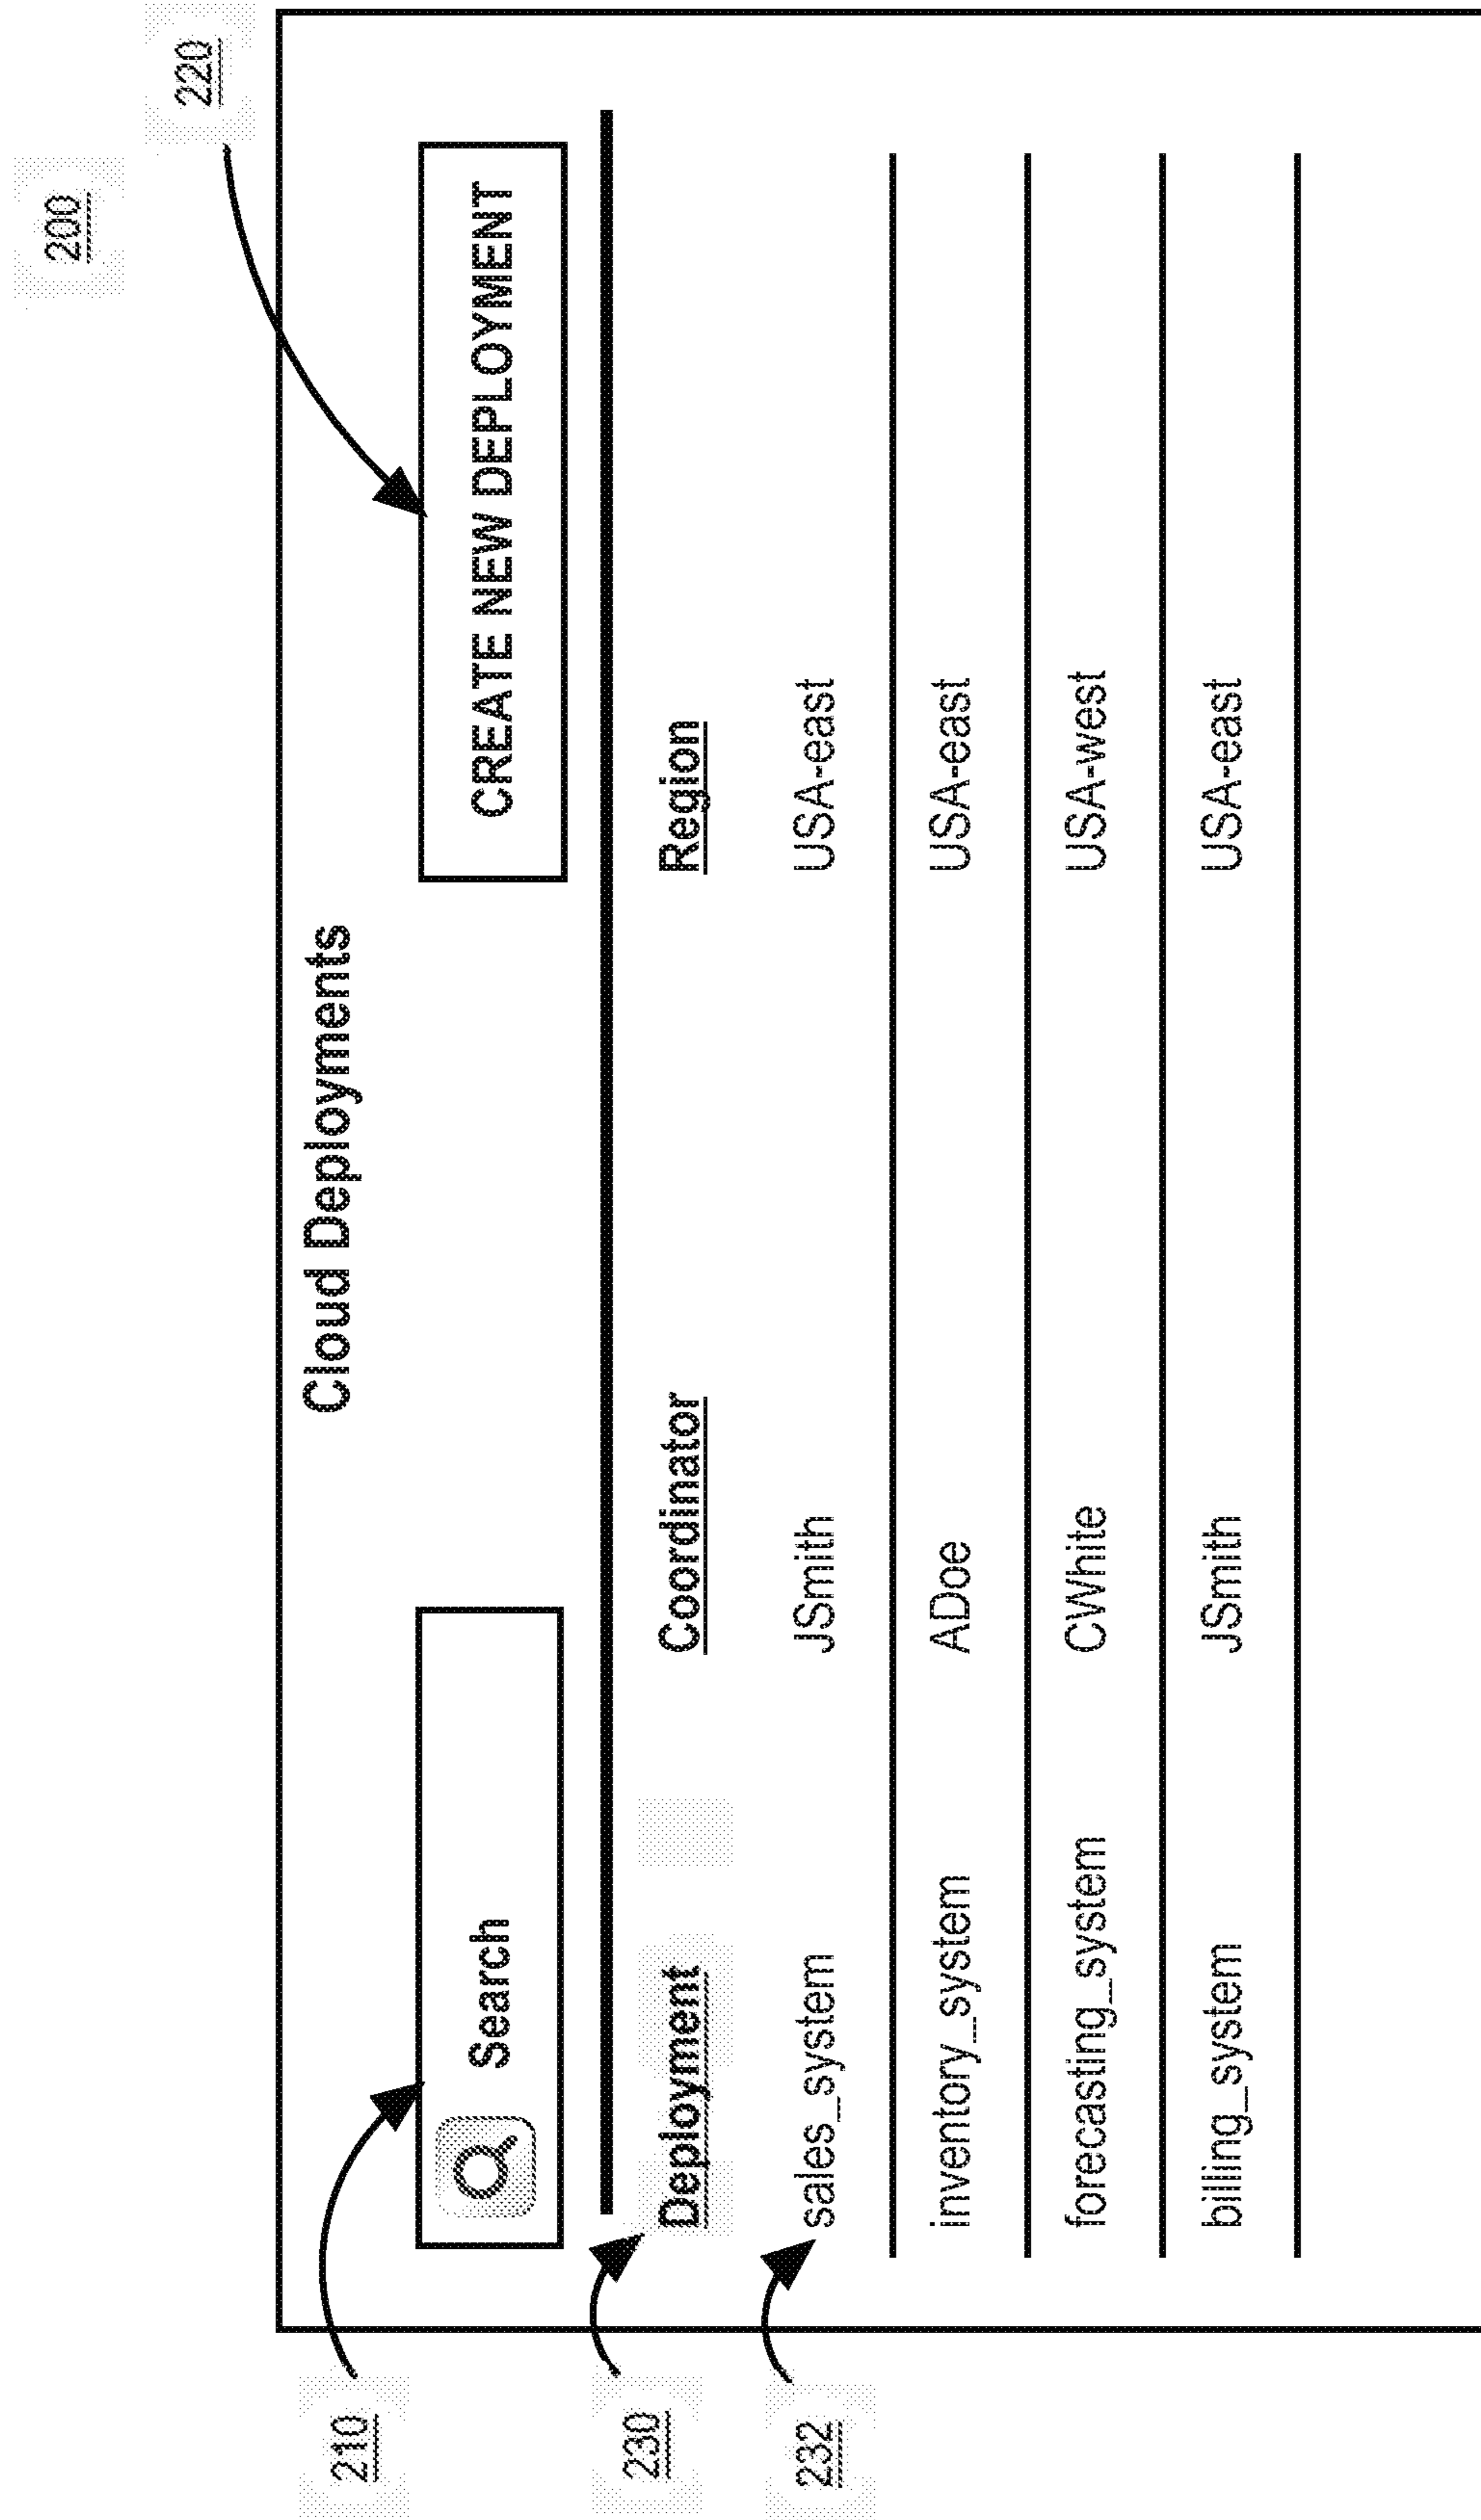 200
220
Cloud Deployments
210
Search
CREATE NEW DEPLOYMENT
230
Deployment Coordinator Region
232
sales_system JSmith USA-east
inventory_system ADoe USA-east
forecasting_system CWhite USA-west
billing_system JSmith USA-east